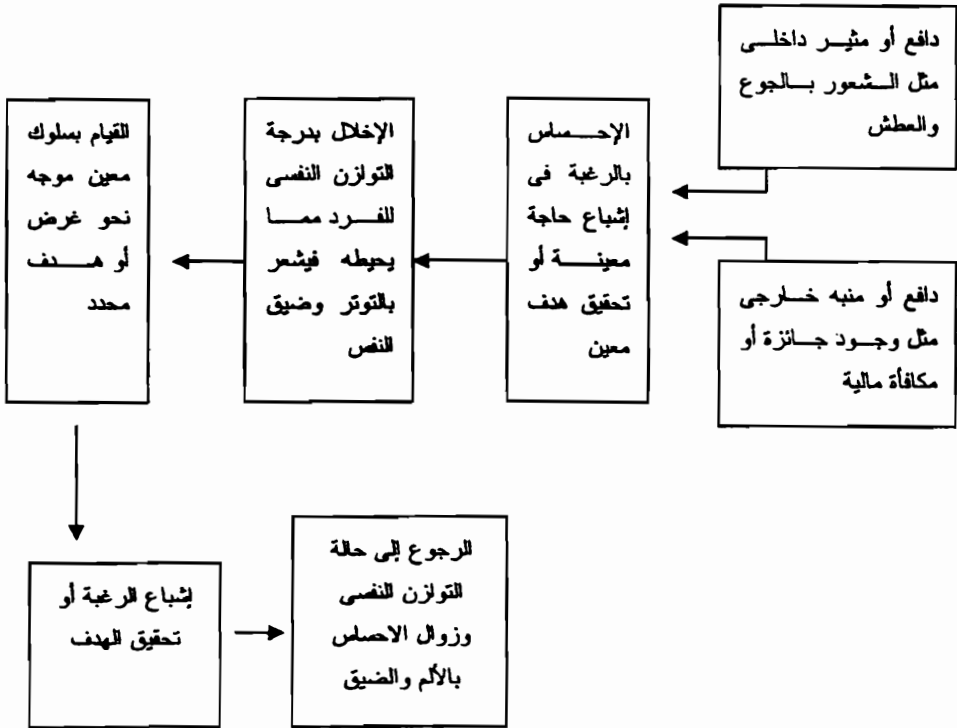 دافع أو مثير داخلى
مثل الشعور بالجوع
والعطش
دافع أو منبه خارجى
مثل وجود جائزة أو
مكافأة مالية
الإحساس
بالرغبة فى
إشباع حاجة
معينة أو
تحقيق هدف
معين
الإخلال بدرجة
التوازن النفسى
للفرد مما
يحيطه فيشعر
بالتوتر وضيق
النفس
القيام بسلوك
معين موجه
نحو غرض
أو هدف
محدد
إشباع الرغبة أو
تحقيق الهدف
الرجوع إلى حالة
التوازن النفسى
وزوال الاحساس
بالألم والضيق